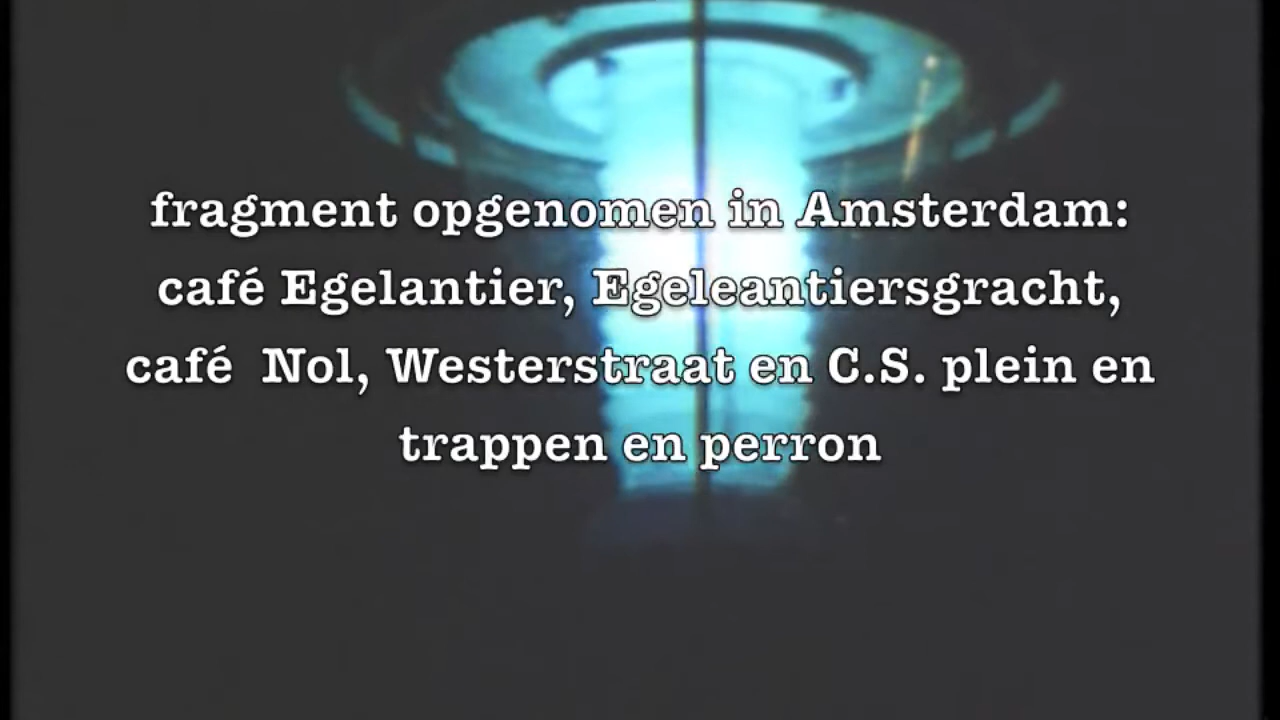 fragment opgenomen in Amsterdam:
café Egelantier, Egeleantiersgracht,
café  Nol, Westerstraat en C.S. plein en
trappen en perron